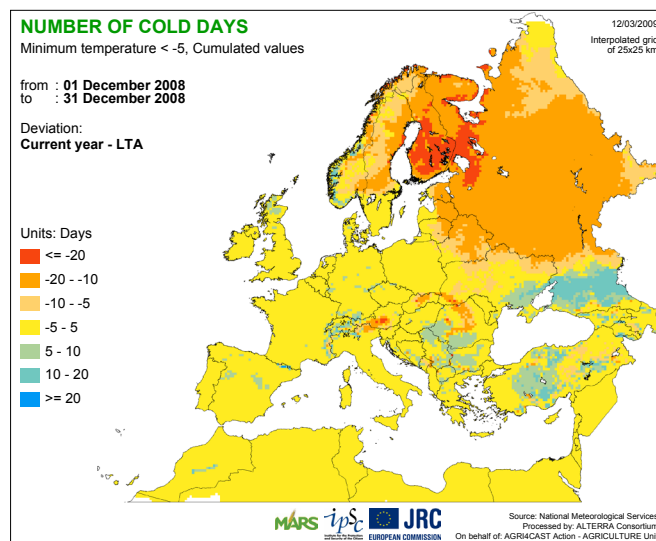 NUMBER OF COLD DAYS
Minimum temperature < -5, Cumulated values
12/03/2009
Interpolated grid
of 25x25 km
from : 01 December 2008
to : 31 December 2008
Deviation:
Current year - LTA
Units: Days
<= -20
-20 - -10
-10 - -5
-5 - 5
5 - 10
10 - 20
>= 20
MARS
ipsc
JRC
EUROPEAN COMMISSION
Source: National Meteorological Services
Processed by: ALTERRA Consortium
On behalf of: AGRI4CAST Action - AGRICULTURE Unit